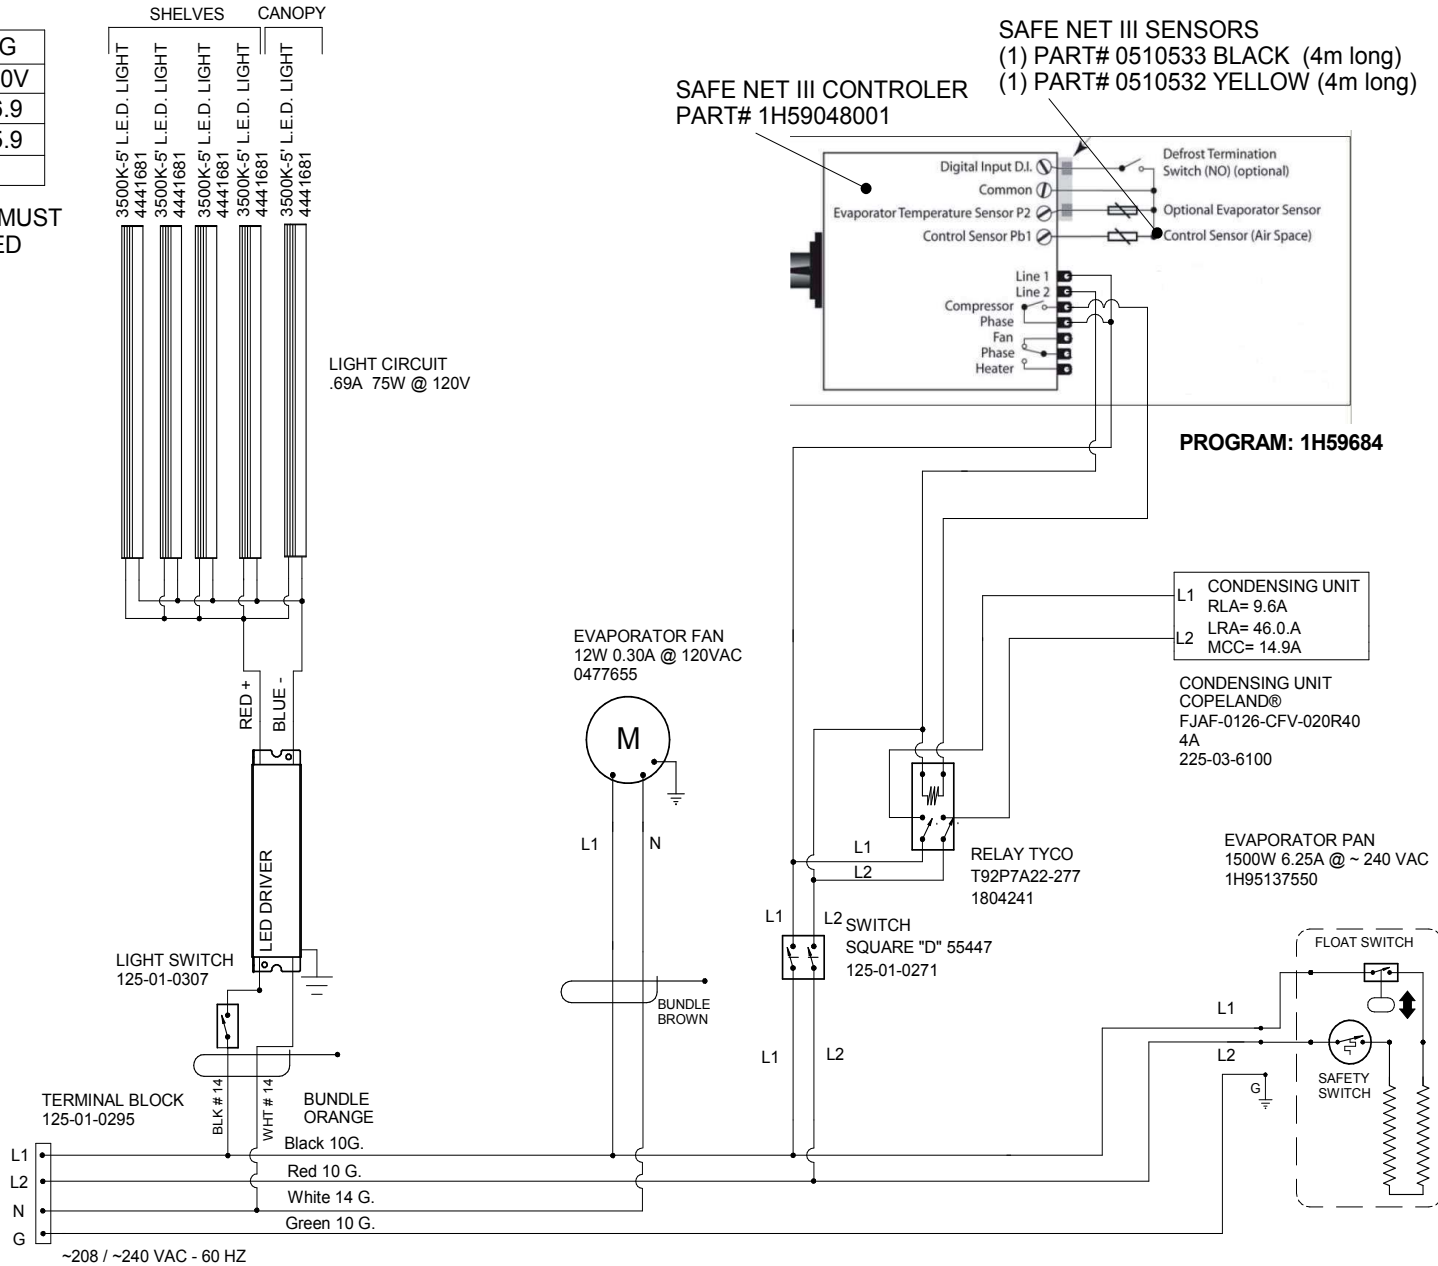 SHELVES
CANOPY
G
0V
6.9
5.9
MUST
ED
3500K-5' L.E.D. LIGHT
4441681
3500K-5' L.E.D. LIGHT
4441681
3500K-5' L.E.D. LIGHT
4441681
3500K-5' L.E.D. LIGHT
4441681
3500K-5' L.E.D. LIGHT
4441681
LIGHT CIRCUIT
.69A 75W @ 120V
SAFE NET III CONTROLER
PART# 1H59048001
SAFE NET III SENSORS
(1) PART# 0510533 BLACK (4m long)
(1) PART# 0510532 YELLOW (4m long)
Digital Input D.I.
Common
Evaporator Temperature Sensor P2
Control Sensor Pb1
Defrost Termination
Switch (NO) (optional)
Optional Evaporator Sensor
Control Sensor (Air Space)
Line 1
Line 2
Compressor
Phase
Fan
Phase
Heater
PROGRAM: 1H59684
L1
L2
CONDENSING UNIT
RLA= 9.6A
LRA= 46.0.A
MCC= 14.9A
CONDENSING UNIT
COPELAND®
FJAF-0126-CFV-020R40
4A
225-03-6100
EVAPORATOR FAN
12W 0.30A @ 120VAC
0477655
M
L1
N
RED +
BLUE -
LED DRIVER
LIGHT SWITCH
125-01-0307
BUNDLE
BROWN
L1
L2
RELAY TYCO
T92P7A22-277
1804241
L1
L2
SWITCH
SQUARE "D" 55447
125-01-0271
L1
L2
EVAPORATOR PAN
1500W 6.25A @ ~ 240 VAC
1H95137550
FLOAT SWITCH
L1
L2
SAFETY
SWITCH
G
TERMINAL BLOCK
125-01-0295
BLK # 14
WHT # 14
BUNDLE
ORANGE
L1
Black 10G.
L2
Red 10 G.
N
White 14 G.
G
Green 10 G.
~208 / ~240 VAC - 60 HZ